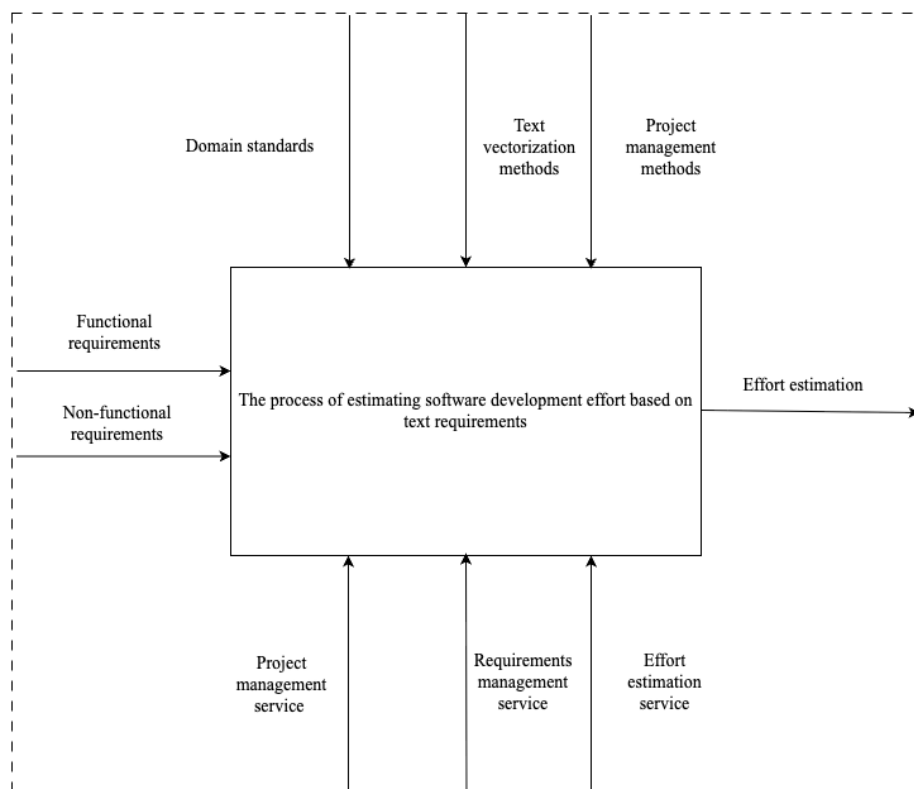 Domain standards
Text
vectorization
methods
Project
management
methods
Functional
requirements
Non-functional
requirements
The process of estimating software development effort based on
text requirements
Effort estimation
Project
management
service
Requirements
management
service
Effort
estimation
service